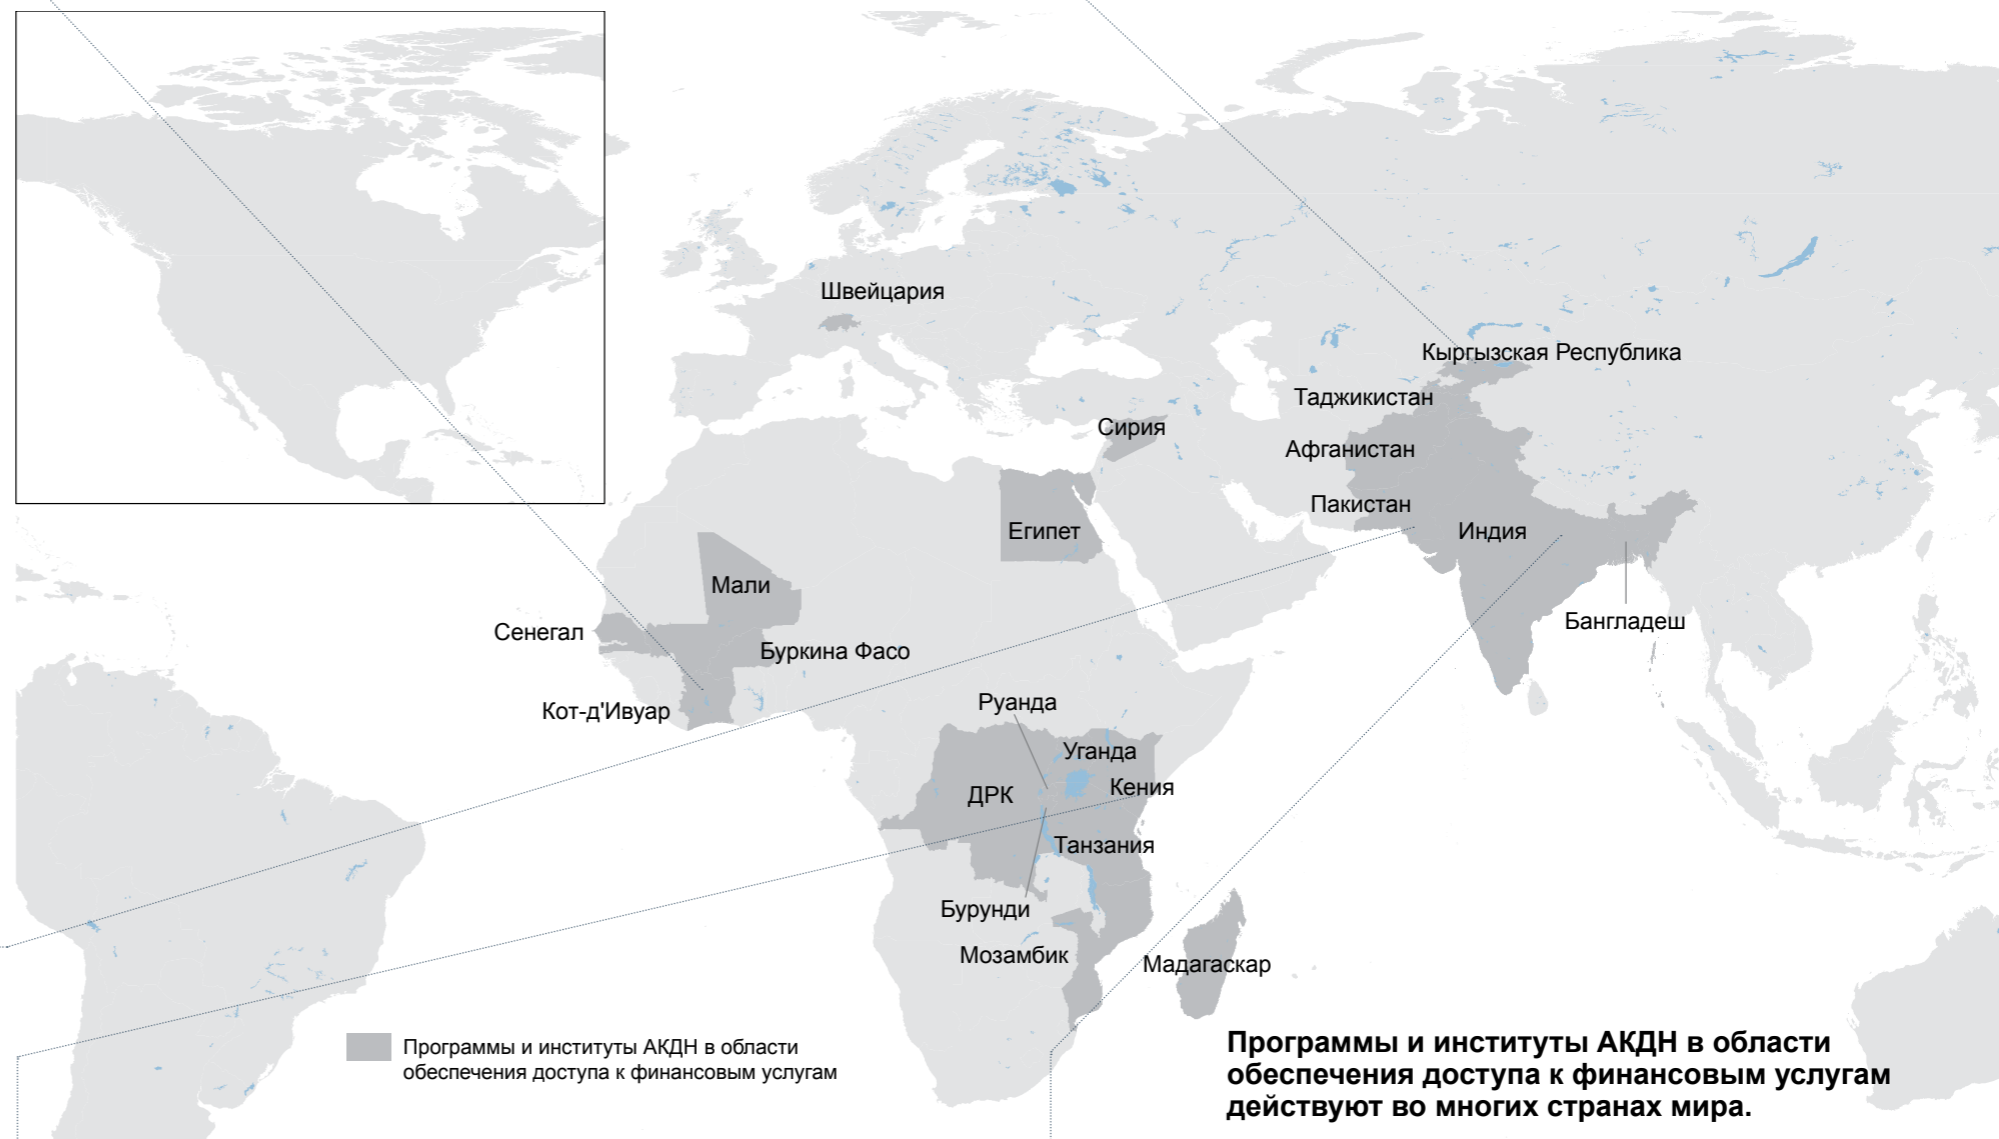 Швейцария
Кыргызская Республика
Таджикистан
Сирия
Афганистан
Пакистан
Египет
Индия
Мали
Бангладеш
Сенегал
Буркина Фасо
Руанда
Кот-д'Ивуар
Уганда
Кения
ДРК
Танзания
Бурунди
Мозамбик
Мадагаскар
Программы и институты АКДН в области
обеспечения доступа к финансовым услугам
Программы и институты АКДН в области
обеспечения доступа к финансовым услугам
действуют во многих странах мира.